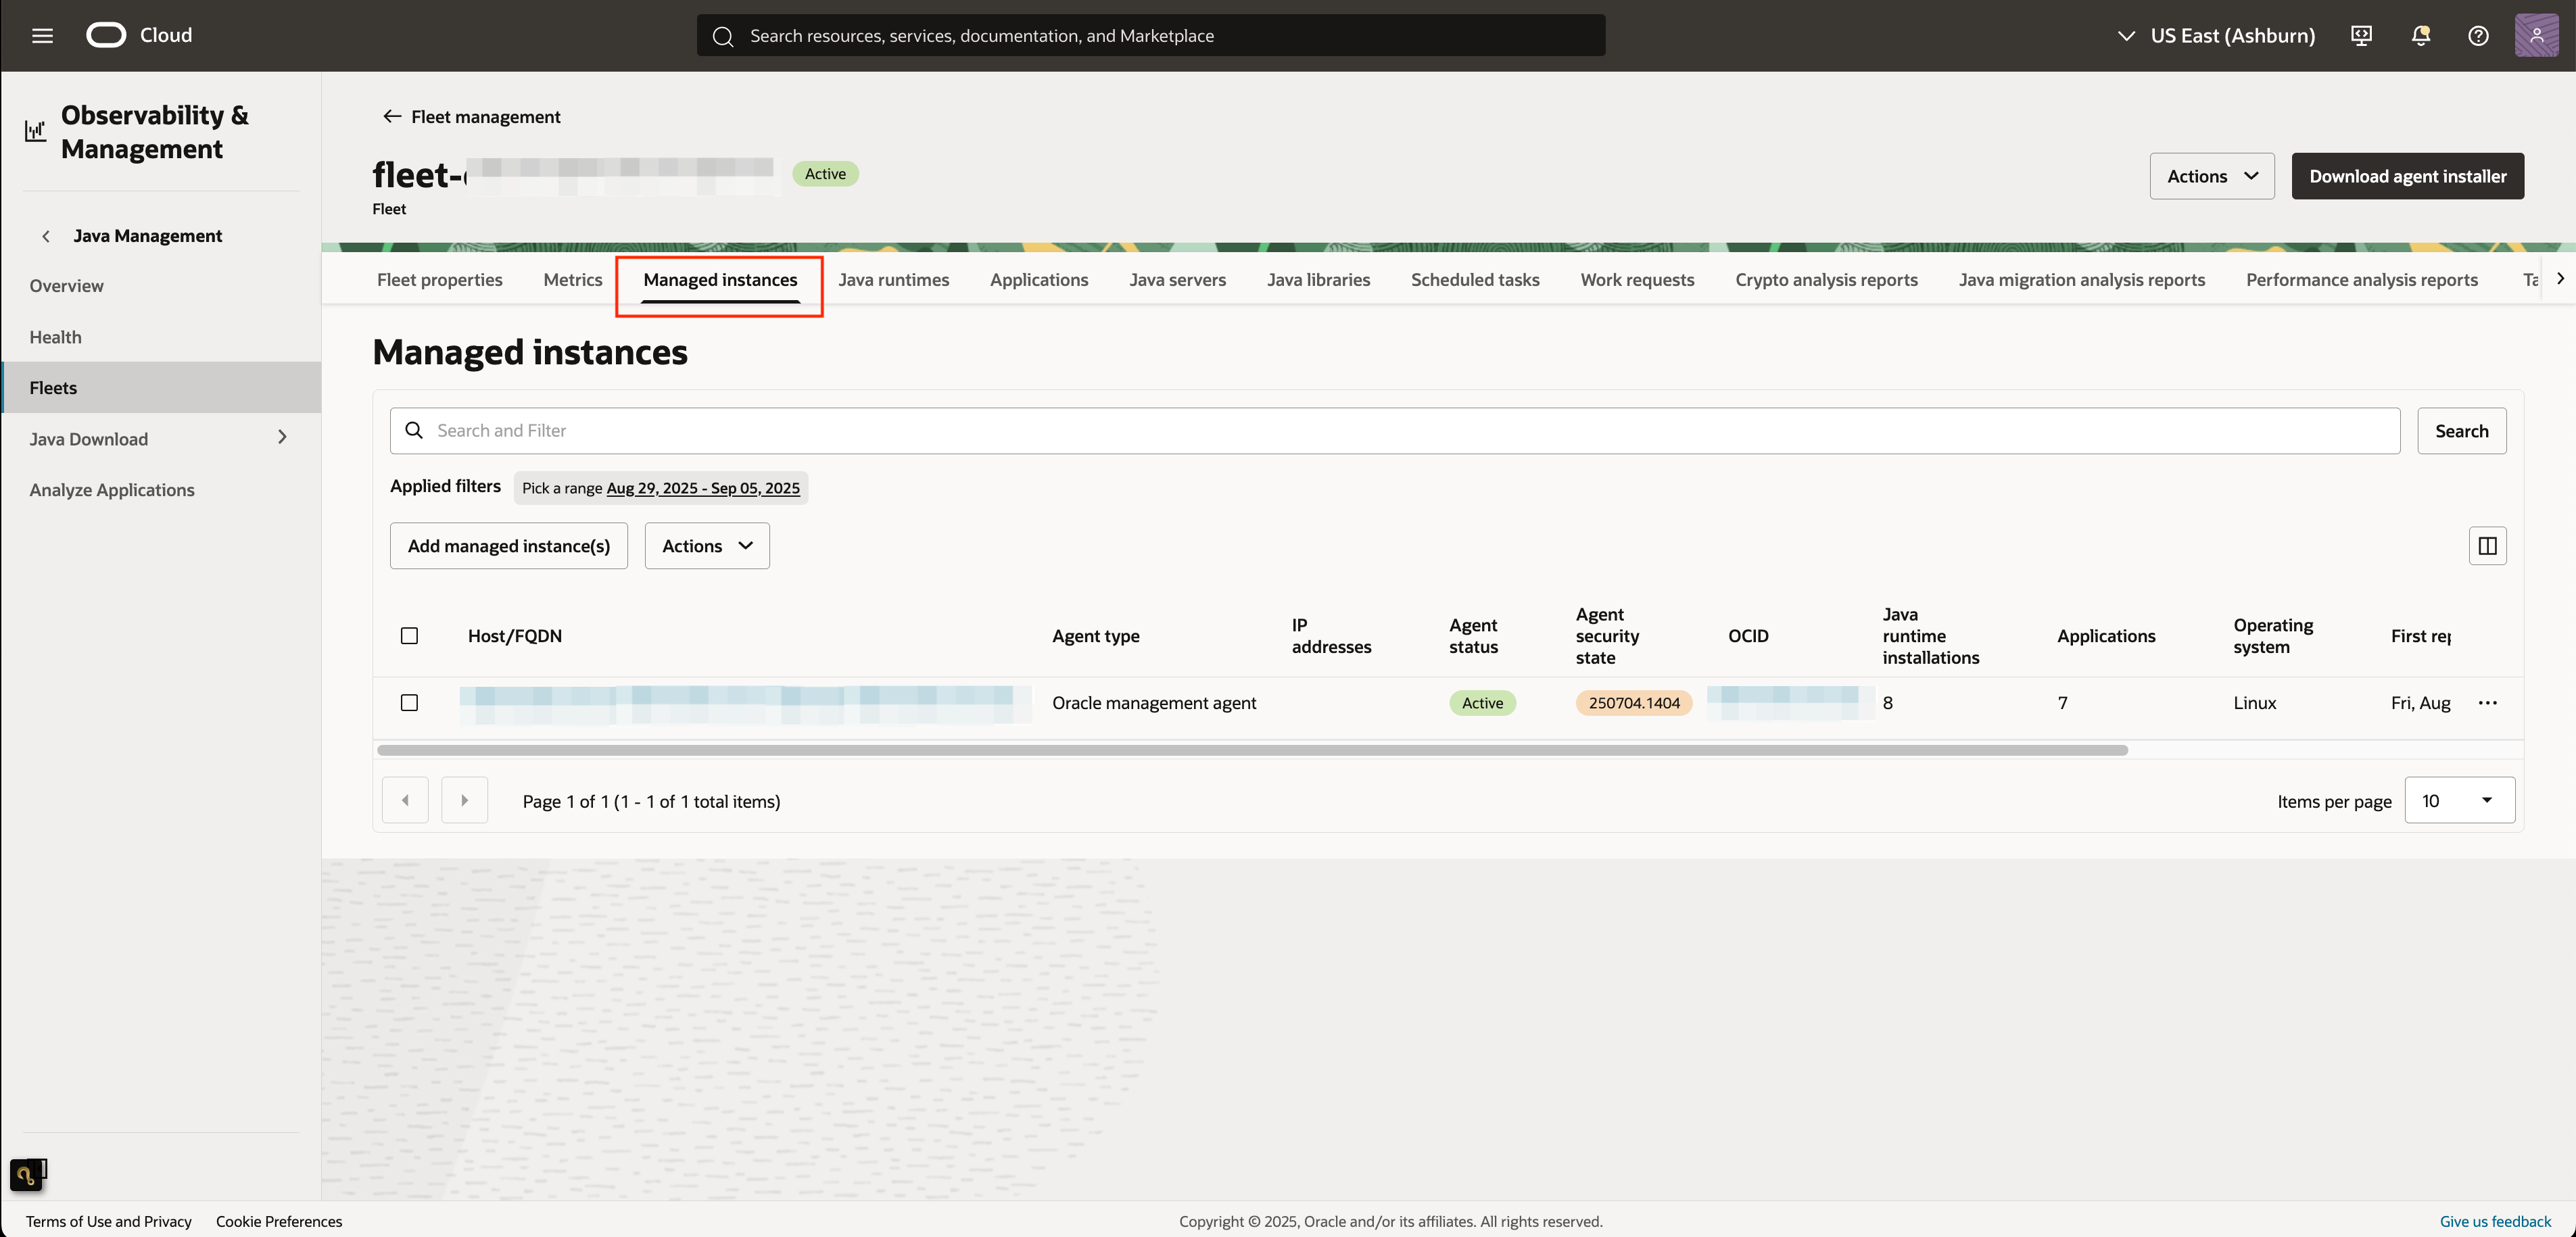 Cloud
Search resources, services, documentation, and Marketplace
US East (Ashburn)
Observability &
Management
Java Management
Overview
Health
Fleets
Java Download
Analyze Applications
Fleet management
fleet-
Active
Fleet
Actions
Download agent installer
Fleet properties
Metrics
Managed instances
Java runtimes
Applications
Java servers
Java libraries
Scheduled tasks
Work requests
Crypto analysis reports
Java migration analysis reports
Performance analysis reports
Ta
Managed instances
Search and Filter
Search
Applied filters
Pick a range Aug 29, 2025 - Sep 05, 2025
Add managed instance(s)
Actions
Host/FQDN
Agent type
IP
addresses
Agent
status
Agent
security
state
OCID
Java
runtime
installations
Applications
Operating
system
First rep
Oracle management agent
Active
250704.1404
8
7
Linux
Fri, Aug
Page 1 of 1 (1 - 1 of 1 total items)
Items per page
10
Terms of Use and Privacy
Cookie Preferences
Copyright © 2025, Oracle and/or its affiliates. All rights reserved.
Give us feedback